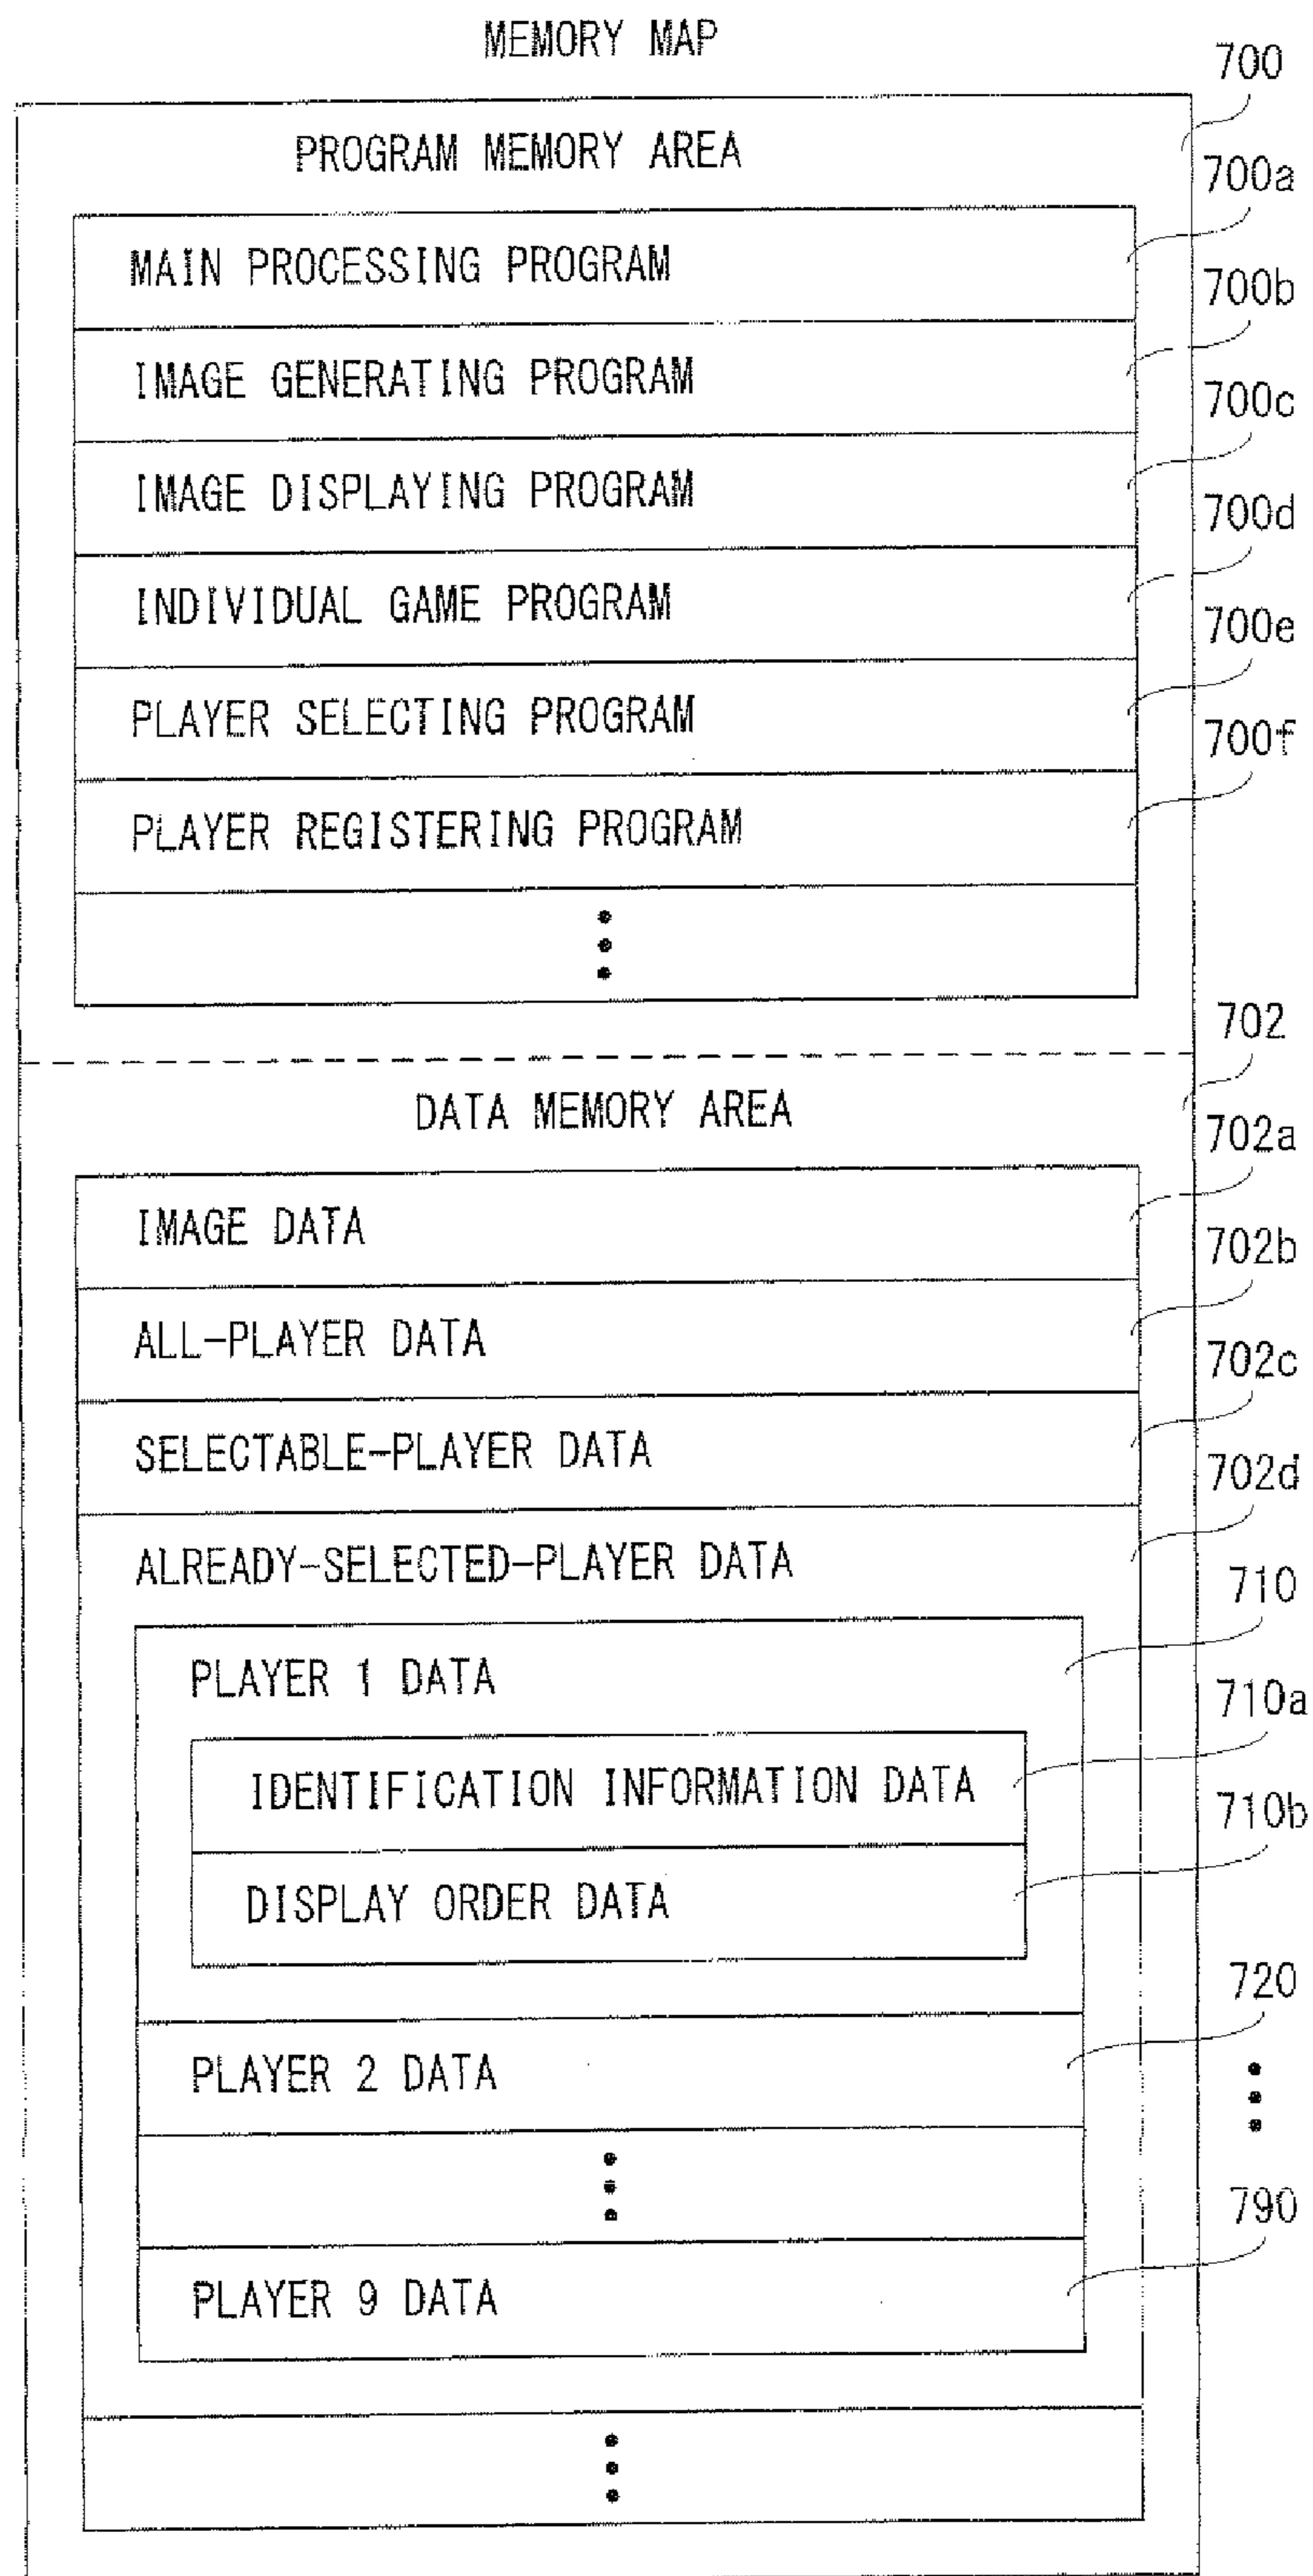 MEMORY MAP
700
PROGRAM MEMORY AREA
700a
MAIN PROCESSING PROGRAM
700b
IMAGE GENERATING PROGRAM
700c
IMAGE DISPLAYING PROGRAM
700d
INDIVIDUAL GAME PROGRAM
700e
PLAYER SELECTING PROGRAM
700f
PLAYER REGISTERING PROGRAM
702
DATA MEMORY AREA
702a
IMAGE DATA
702b
ALL-PLAYER DATA
702c
SELECTABLE-PLAYER DATA
702d
ALREADY-SELECTED-PLAYER DATA
710
PLAYER 1 DATA
710a
IDENTIFICATION INFORMATION DATA
710b
DISPLAY ORDER DATA
720
PLAYER 2 DATA
790
PLAYER 9 DATA